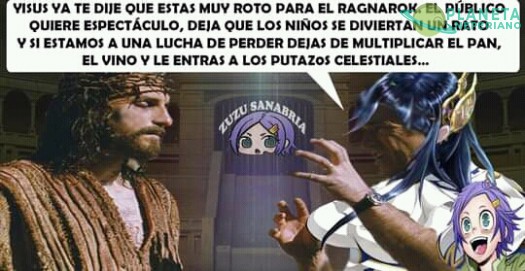 YISUS YA TE DIJE QUE ESTAS MUY ROTO PARA EL RAGNAROK, EL PÚBLICO
QUIERE ESPECTÁCULO, DEJA QUE LOS NIÑOS SE DIVIERTAN UN RATO
Y SI ESTAMOS A UNA LUCHA DE PERDER DEJAS DE MULTIPLICAR EL PAN,
EL VINO Y LE ENTRAS A LOS PUTAZOS CELESTIALES...
PLANETA
ZUZU SANABRIA